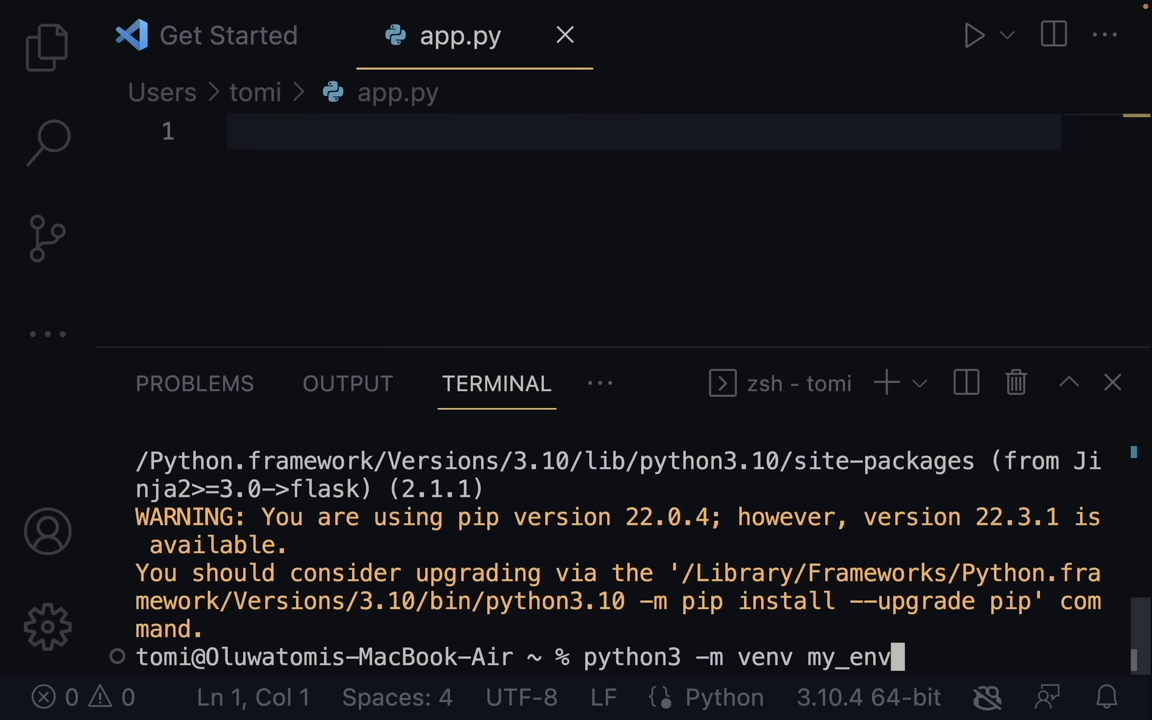 Get Started app.py
Users > tomi > app.py
1
PROBLEMS OUTPUT TERMINAL ··· zsh - tomi
/Python.framework/Versions/3.10/lib/python3.10/site-packages (from Ji
nja2>=3.0->flask) (2.1.1)
WARNING: You are using pip version 22.0.4; however, version 22.3.1 is
available.
You should consider upgrading via the '/Library/Frameworks/Python.fra
mework/Versions/3.10/bin/python3.10 -m pip install --upgrade pip' com
mand.
tomi@Oluwatomis-MacBook-Air ~ % python3 -m venv my_env
0 0 Ln 1, Col 1 Spaces: 4 UTF-8 LF Python 3.10.4 64-bit